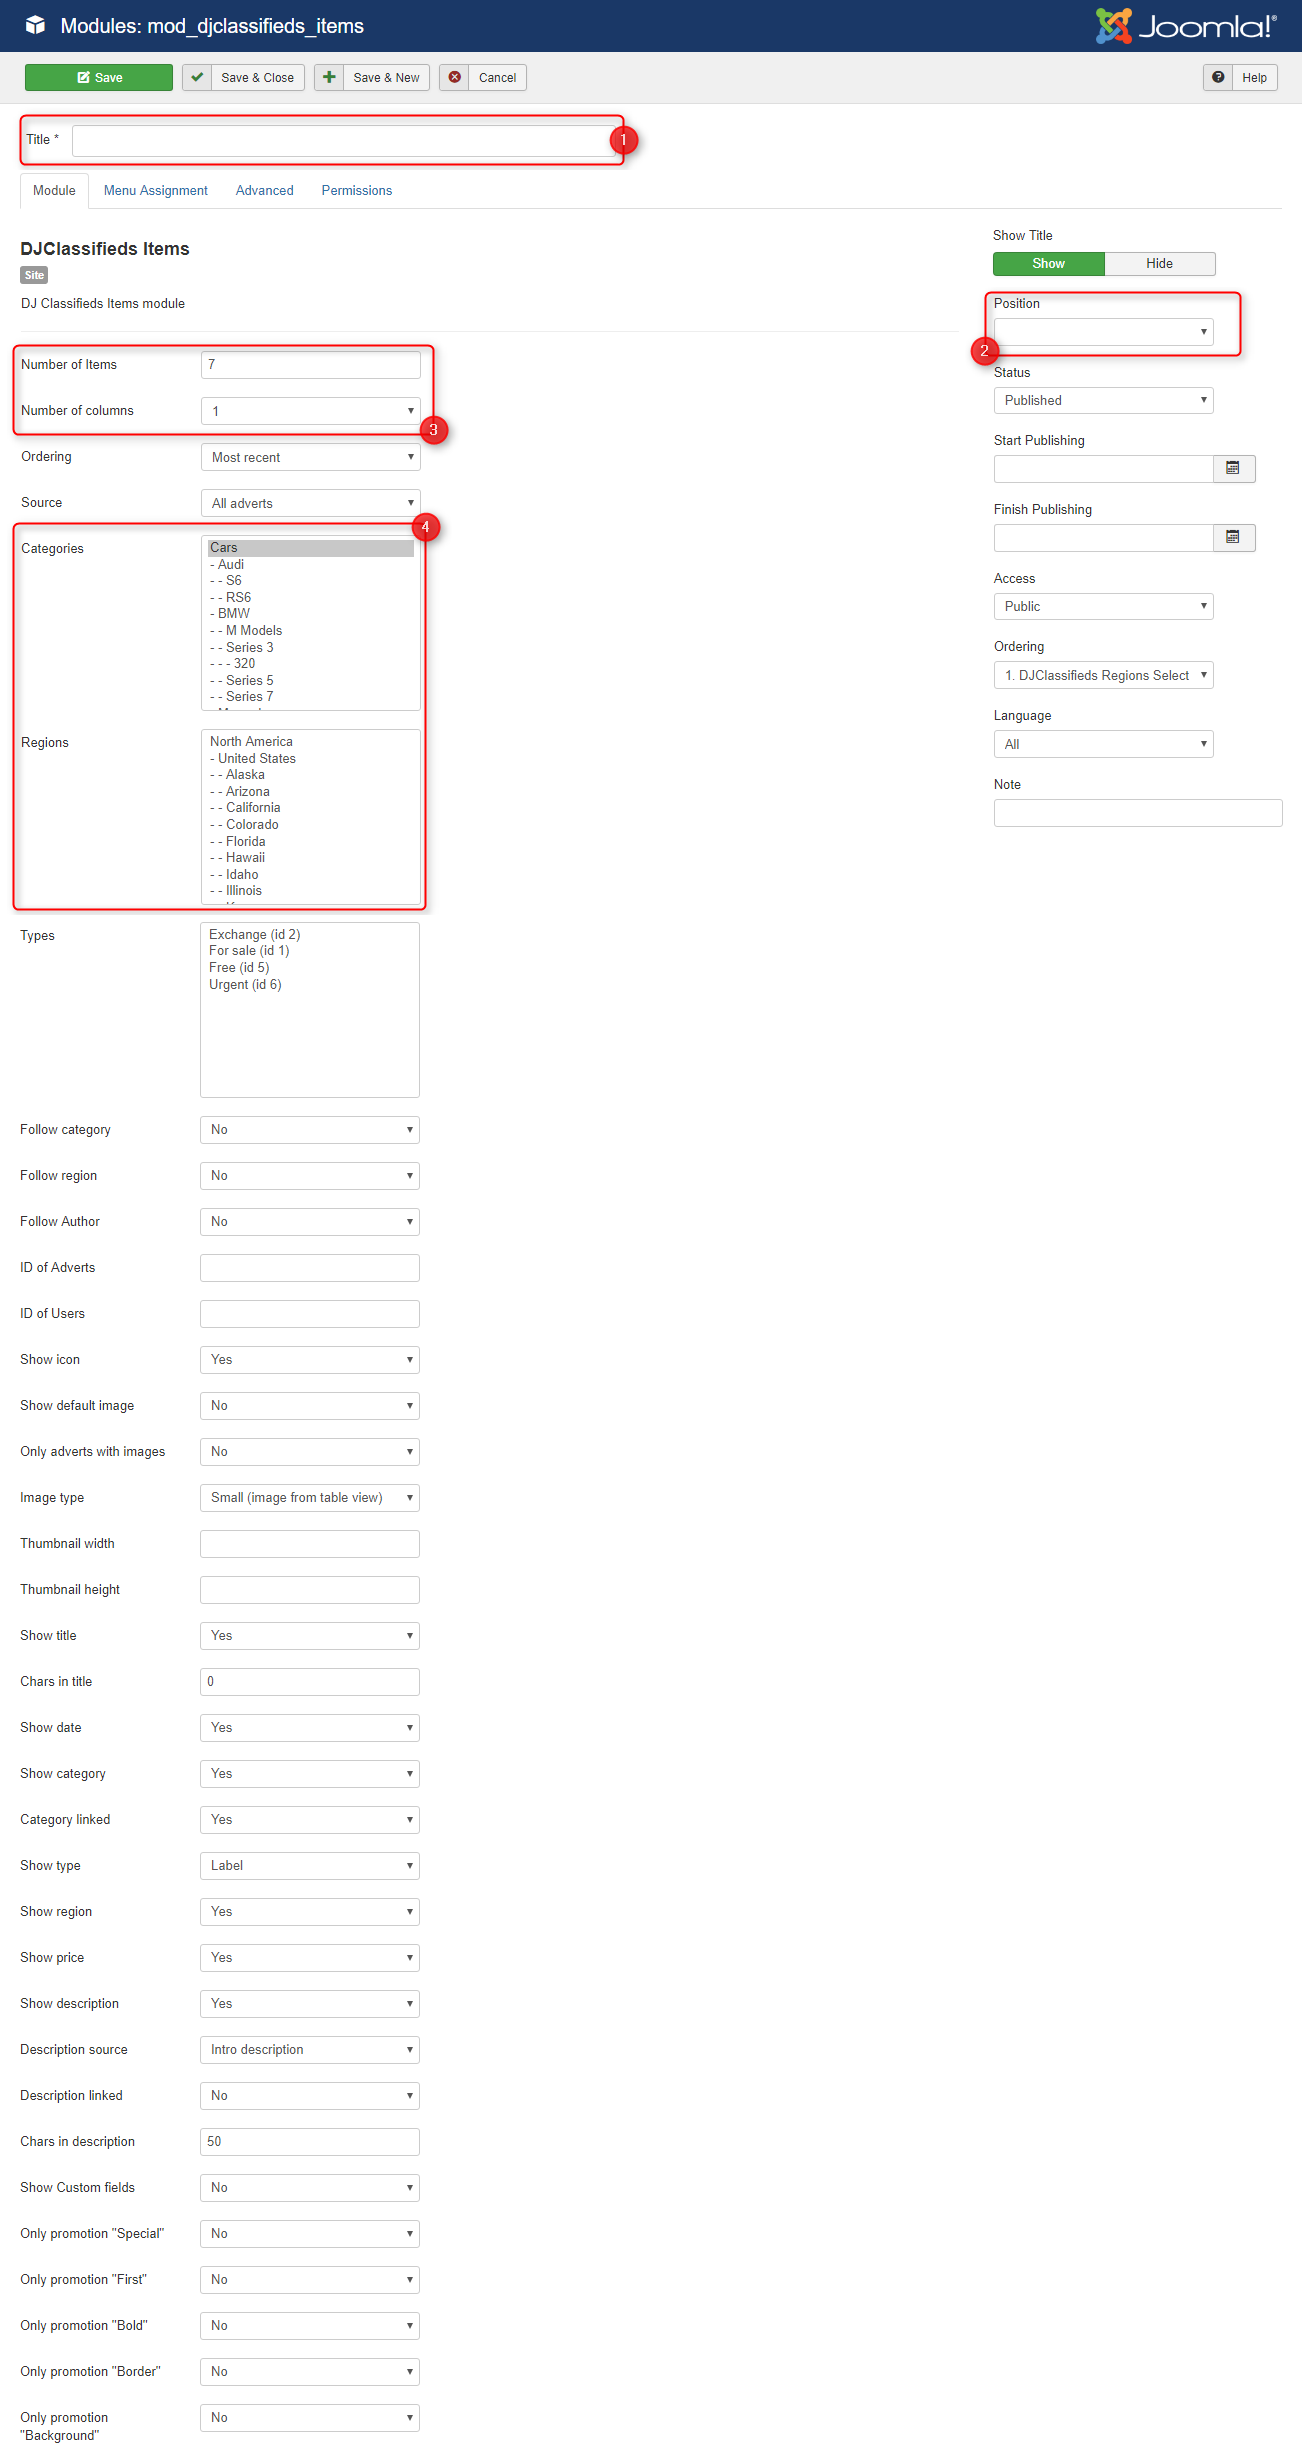 Modules: mod_djclassifieds_items
Joomla!®
Save
Save & Close
Save & New
Cancel
Help
Title *
1
Module
Menu Assignment
Advanced
Permissions
DJClassifieds Items
Site
DJ Classifieds Items module
Number of Items
7
Number of columns
1
3
Ordering
Most recent
Source
All adverts
4
Categories
Cars
- Audi
- - S6
- - RS6
- BMW
- - M Models
- - Series 3
- - - 320
- - Series 5
- - Series 7
Regions
North America
- United States
- - Alaska
- - Arizona
- - California
- - Colorado
- - Florida
- - Hawaii
- - Idaho
- - Illinois
Types
Exchange (id 2)
For sale (id 1)
Free (id 5)
Urgent (id 6)
Follow category
No
Follow region
No
Follow Author
No
ID of Adverts
ID of Users
Show icon
Yes
Show default image
No
Only adverts with images
No
Image type
Small (image from table view)
Thumbnail width
Thumbnail height
Show title
Yes
Chars in title
0
Show date
Yes
Show category
Yes
Category linked
Yes
Show type
Label
Show region
Yes
Show price
Yes
Show description
Yes
Description source
Intro description
Description linked
No
Chars in description
50
Show Custom fields
No
Only promotion "Special"
No
Only promotion "First"
No
Only promotion "Bold"
No
Only promotion "Border"
No
Only promotion
"Background"
No
Show Title
Show
Hide
Position
2
Status
Published
Start Publishing
Finish Publishing
Access
Public
Ordering
1. DJClassifieds Regions Select
Language
All
Note